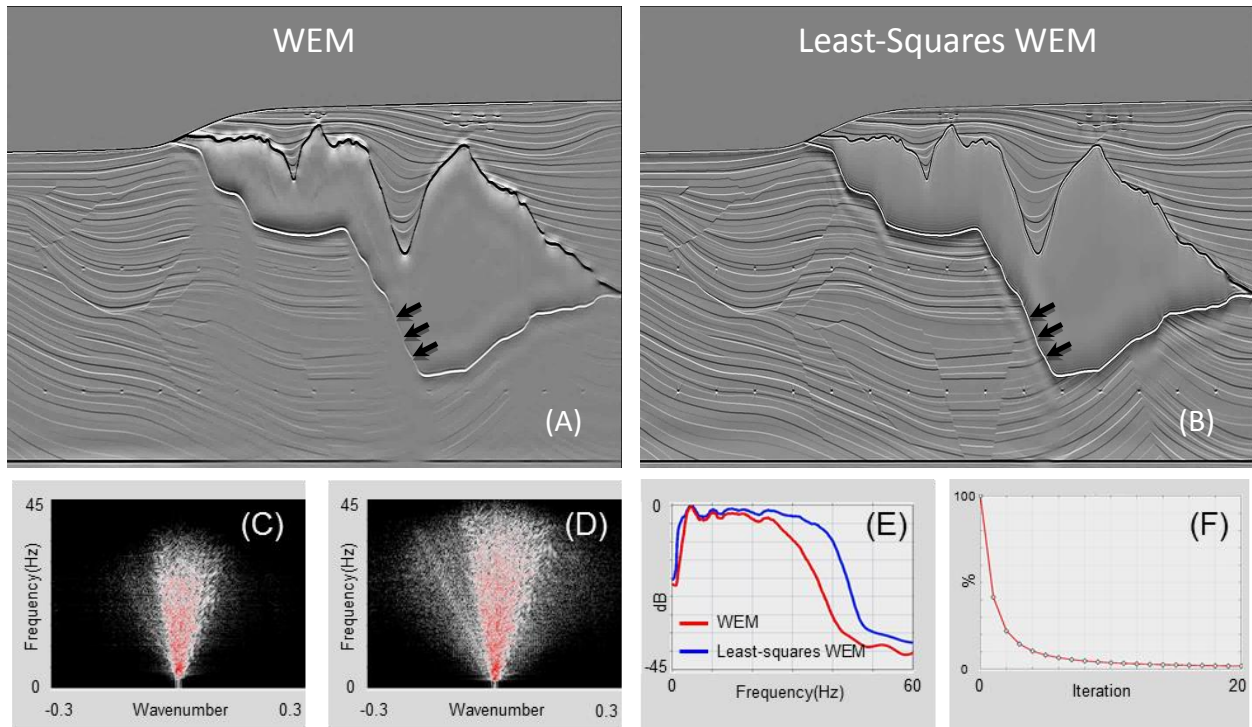 WEM
Least-Squares WEM
(A)
(B)
45
(C)
Frequency(Hz)
0
-0.3
Wavenumber
0.3
45
(D)
Frequency(Hz)
0
-0.3
Wavenumber
0.3
0
(E)
dB
WEM
Least-squares WEM
-45
0
Frequency(Hz)
60
100
(F)
%
0
0
Iteration
20